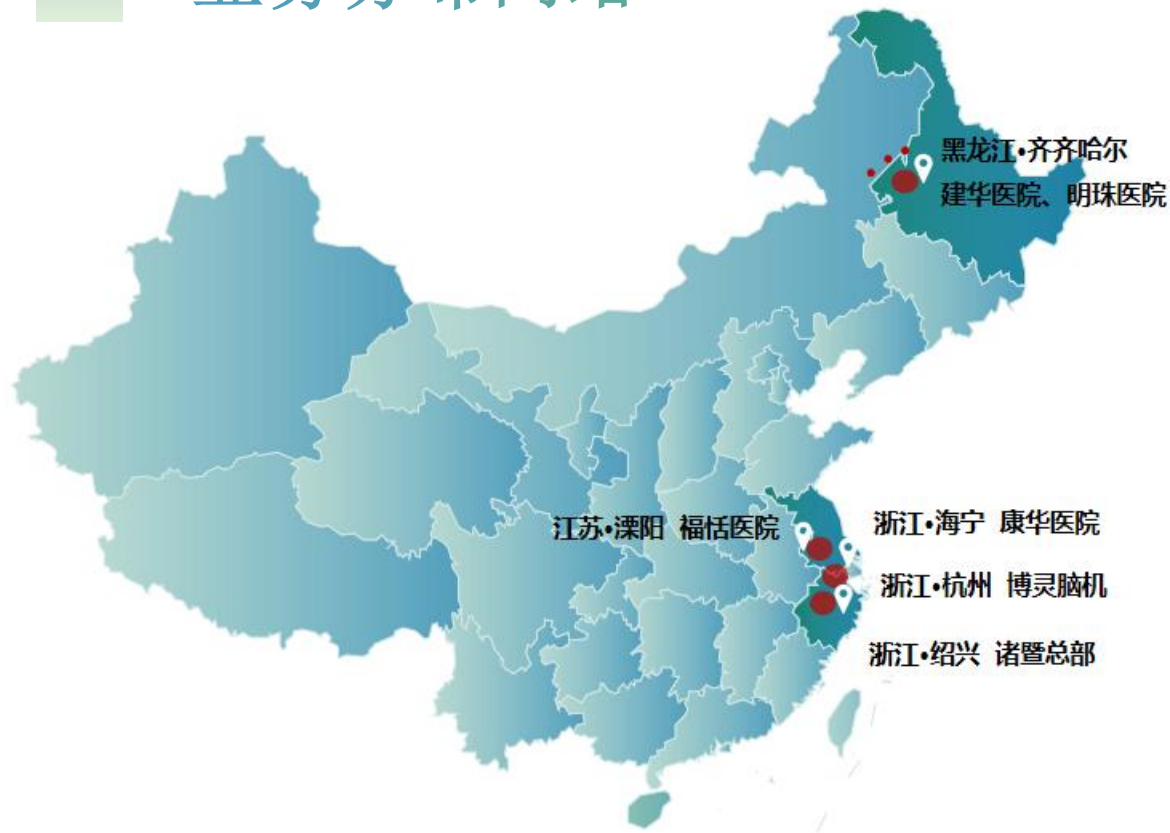 黑龙江•齐齐哈尔
建华医院、明珠医院
江苏•溧阳 福恬医院
浙江•海宁 康华医院
浙江•杭州 博灵脑机
浙江•绍兴 诸暨总部